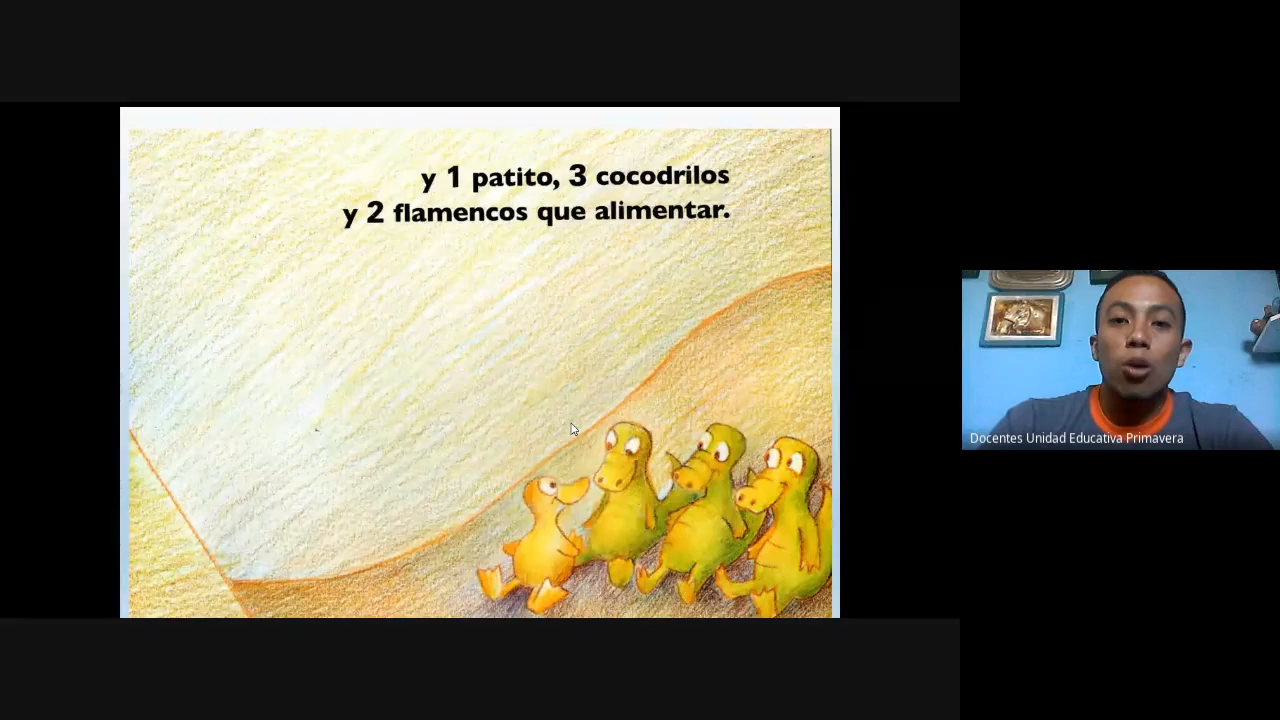 y 1 patito, 3 cocodrilos
y 2 flamencos que alimentar.
Docentes Unidad Educativa Primavera